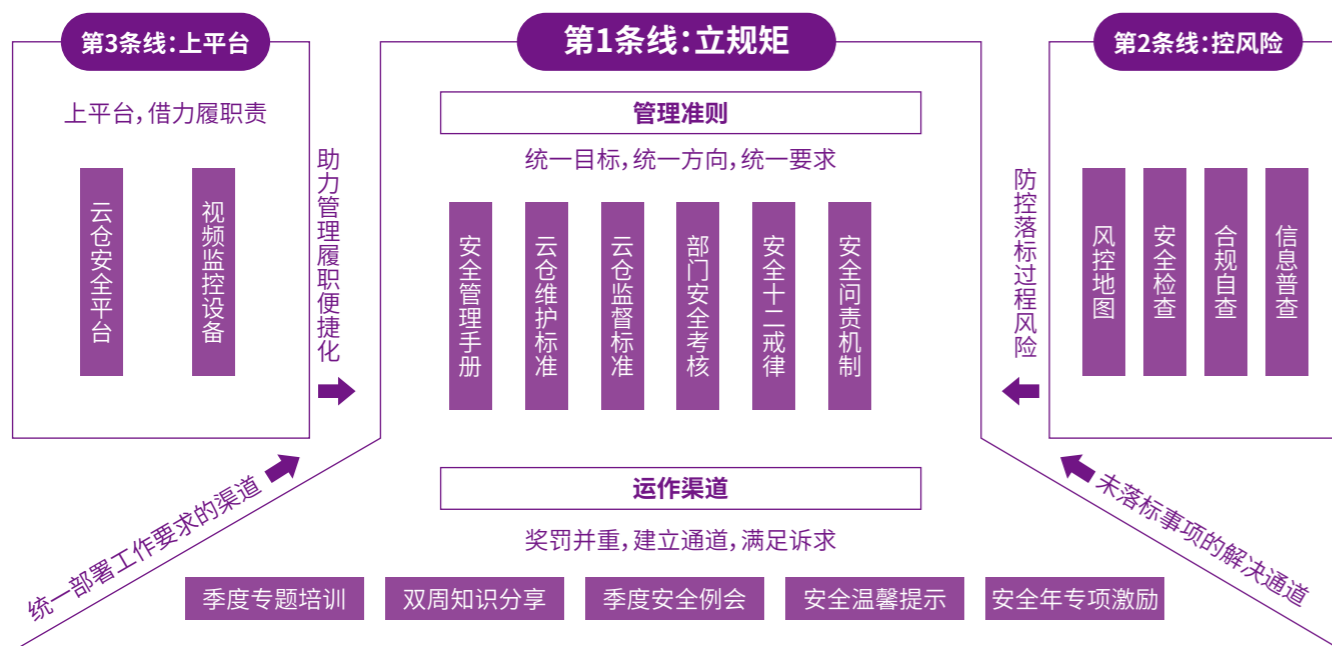 第3条线:上平台
上平台,借力履职责
云仓安全平台
视频监控设备
助力管理履职便捷化
第1条线:立规矩
管理准则
统一目标,统一方向,统一要求
安全管理手册
云仓维护标准
云仓监督标准
部门安全考核
安全十二戒律
安全问责机制
第2条线:控风险
防控落标过程风险
风控地图
安全检查
合规自查
信息普查
统一部署工作要求的渠道
运作渠道
奖罚并重,建立通道,满足诉求
未落标事项的解决通道
季度专题培训
双周知识分享
季度安全例会
安全温馨提示
安全年专项激励